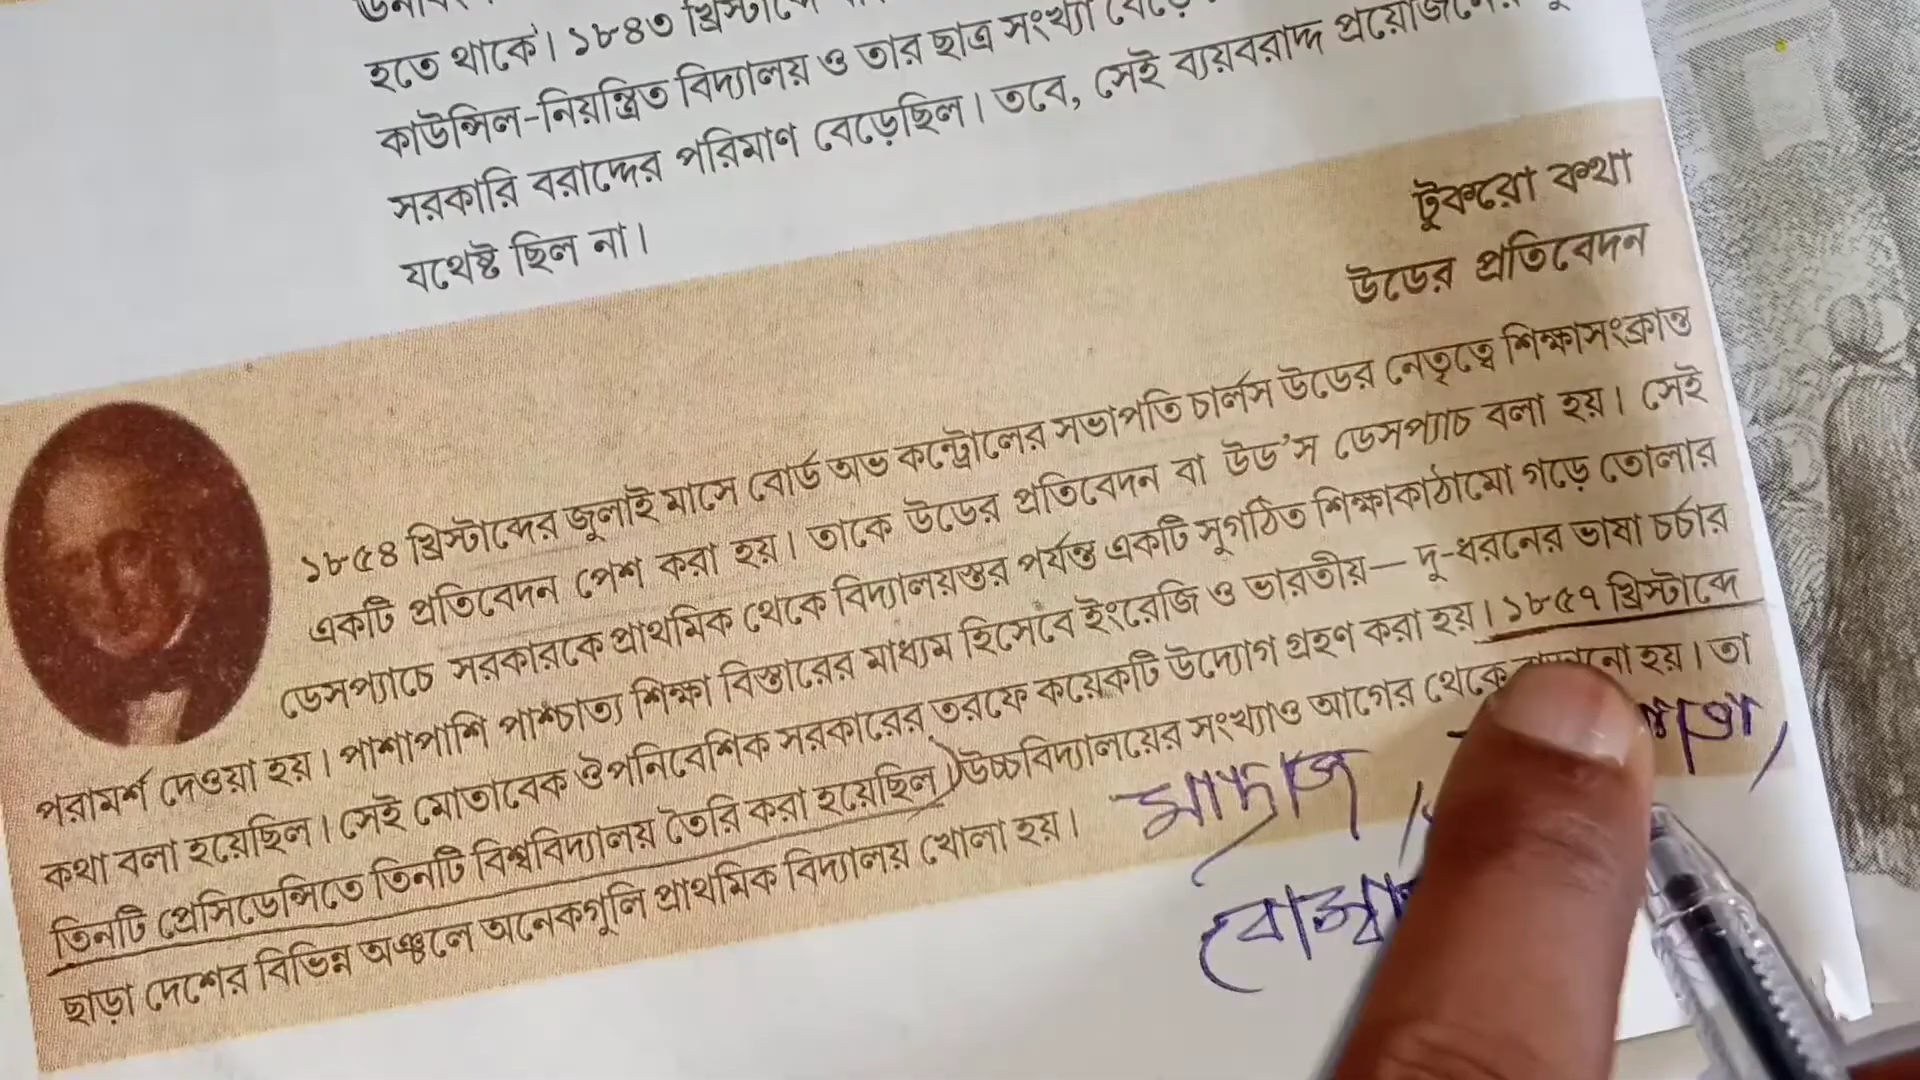 হতে থাকে। ১৮৪৩ খ্রিস্টাব্দে
কাউন্সিল-নিয়ন্ত্রিত বিদ্যালয় ও তার ছাত্র সংখ্যা
সরকারি বরাদ্দের পরিমাণ বেড়েছিল। তবে, সেই ব্যয়বরাদ্দ প্রয়োজনের
যথেষ্ট ছিল না।
টুকরো কথা
উডের প্রতিবেদন
১৮৫৪ খ্রিস্টাব্দের জুলাই মাসে বোর্ড অভ কন্ট্রোলের সভাপতি চার্লস উডের নেতৃত্বে শিক্ষাসংক্রান্ত
একটি প্রতিবেদন পেশ করা হয়। তাকে উডের প্রতিবেদন বা উড'স ডেসপ্যাচ বলা হয়। সেই
ডেসপ্যাচে সরকারকে প্রাথমিক থেকে বিদ্যালয়স্তর পর্যন্ত একটি সুগঠিত শিক্ষাকাঠামো গড়ে তোলার
পরামর্শ দেওয়া হয়। পাশাপাশি পাশ্চাত্য শিক্ষা বিস্তারের মাধ্যম হিসেবে ইংরেজি ও ভারতীয়— দু-ধরনের ভাষা চর্চার
কথা বলা হয়েছিল। সেই মোতাবেক ঔপনিবেশিক সরকারের তরফে কয়েকটি উদ্যোগ গ্রহণ করা হয়। ১৮৫৭ খ্রিস্টাব্দে
তিনটি প্রেসিডেন্সিতে তিনটি বিশ্ববিদ্যালয় তৈরি করা হয়েছিল। উচ্চবিদ্যালয়ের সংখ্যাও আগের থেকে হয়। তা
ছাড়া দেশের বিভিন্ন অঞ্চলে অনেকগুলি প্রাথমিক বিদ্যালয় খোলা হয়।
মাদ্রাজ